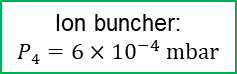 Ion buncher:
P₄ = 6 × 10⁻⁴ mbar